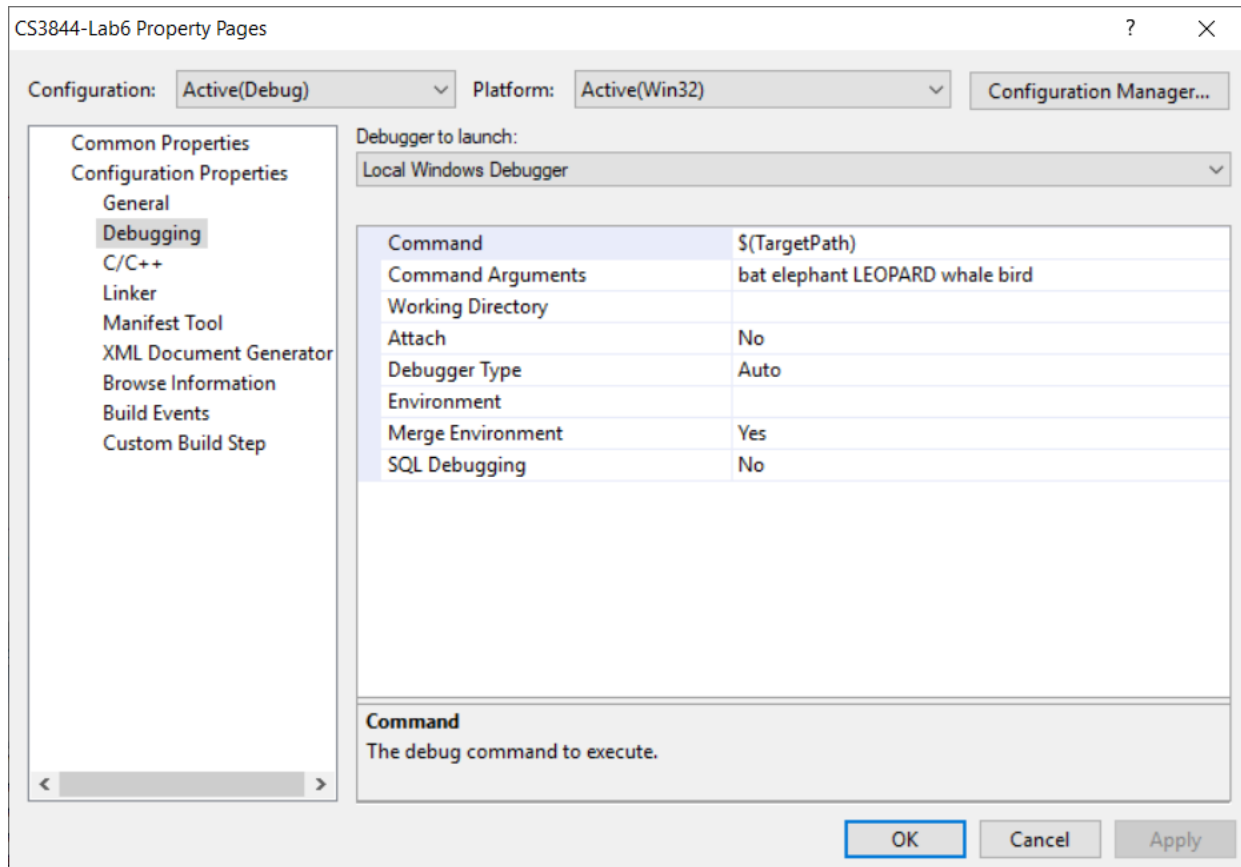 CS3844-Lab6 Property Pages
Configuration: Active(Debug) Platform: Active(Win32) Configuration Manager...
Common Properties
Configuration Properties
General
Debugging
C/C++
Linker
Manifest Tool
XML Document Generator
Browse Information
Build Events
Custom Build Step
Debugger to launch:
Local Windows Debugger
Command $(TargetPath)
Command Arguments bat elephant LEOPARD whale bird
Working Directory
Attach No
Debugger Type Auto
Environment
Merge Environment Yes
SQL Debugging No
Command
The debug command to execute.
OK Cancel Apply